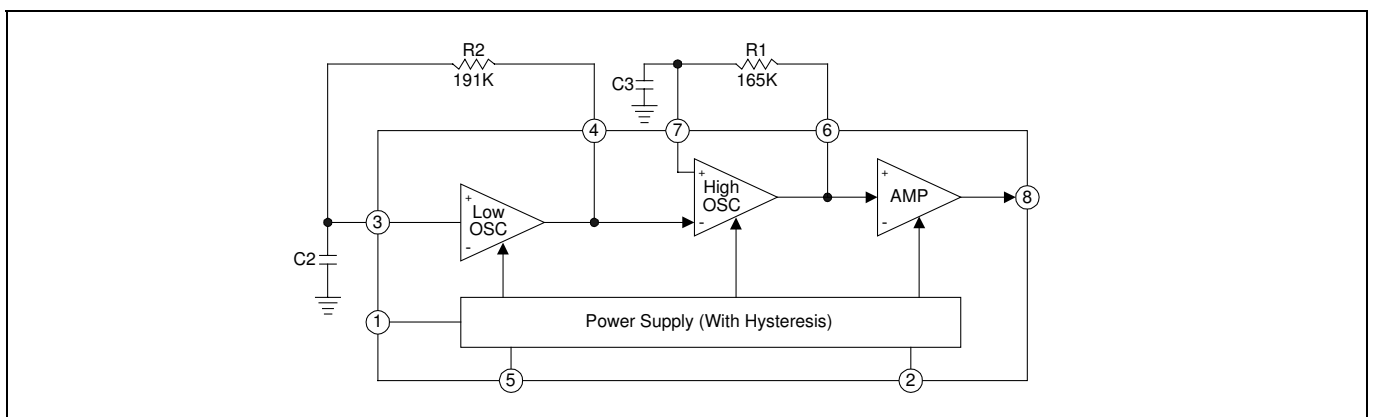 R2
191K
R1
165K
C3
4
7
6
+
Low
OSC
-
+
High
OSC
-
+
AMP
-
8
3
C2
1
Power Supply (With Hysteresis)
5
2